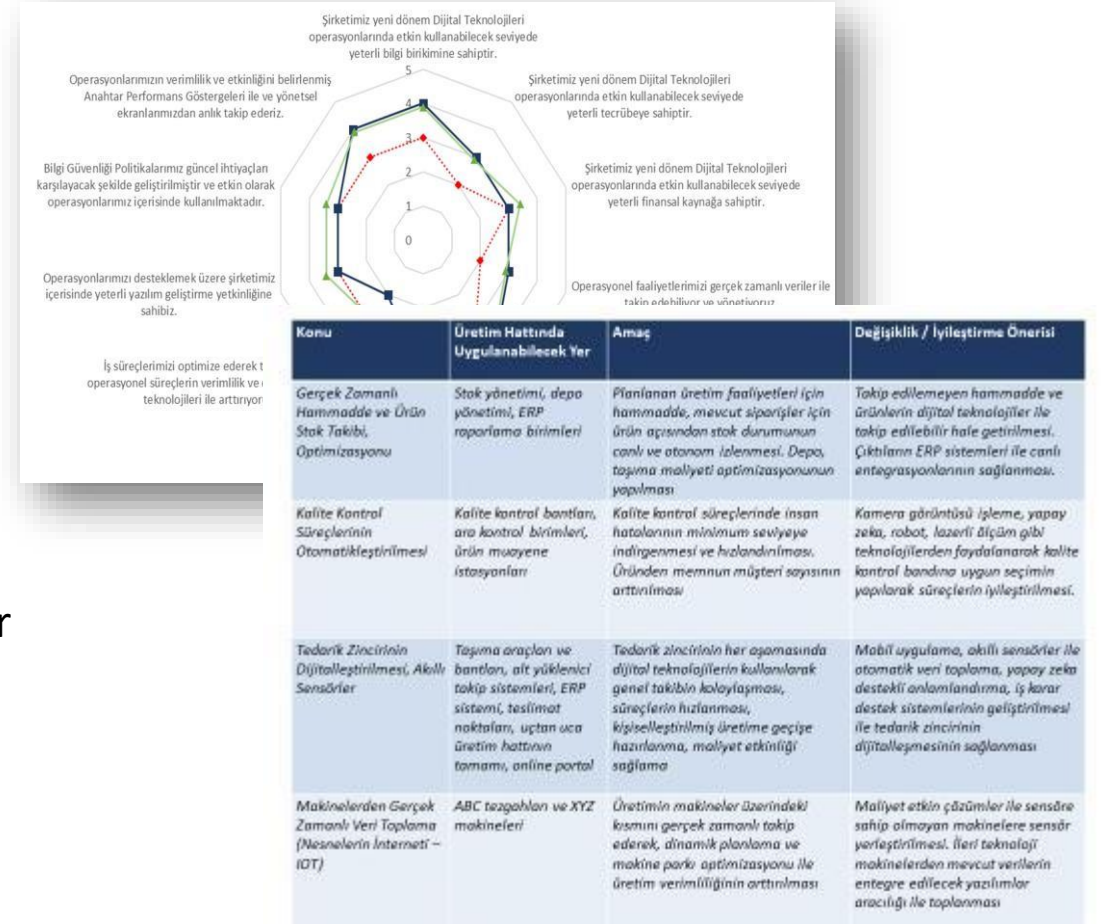 Şirketimiz yeni dönem Dijital Teknolojileri
operasyonlarında etkin kullanabilecek seviyede
yeterli bilgi birikimine sahiptir.
Operasyonlarımızın verimlilik ve etkinliğini belirlenmiş
Anahtar Performans Göstergeleri ile ve yönetsel
ekranlarımızdan anlık takip ederiz.
Şirketimiz yeni dönem Dijital Teknolojileri
operasyonlarında etkin kullanabilecek seviyede
yeterli tecrübeye sahiptir.
Bilgi Güvenliği Politikalarımız güncel ihtiyaçları
karşılayacak şekilde geliştirilmiştir ve etkin olarak
operasyonlarımız içerisinde kullanılmaktadır.
Şirketimiz yeni dönem Dijital Teknolojileri
operasyonlarında etkin kullanabilecek seviyede
yeterli finansal kaynağa sahiptir.
5
4
3
2
1
0
Operasyonlarımızı desteklemek üzere şirketimiz
içerisinde yeterli yazılım geliştirme yetkinliğine
sahibiz.
Operasyonel faaliyetlerimizi gerçek zamanlı veriler ile
takip edebiliyor ve yönetiyoruz
İş süreçlerimizi optimize ederek
operasyonel süreçlerin verimlilik ve
teknolojileri ile
r
Konu
Üretim Hattında
Uygulanabilecek Yer
Amaç
Değişiklik / İyileştirme Önerisi
Gerçek Zamanlı
Hammadde ve Ürün
Stok Takibi,
Optimizasyonu
Stok yönetimi, depo
yönetimi, ERP
raporlama birimleri
Planlanan üretim faaliyetleri için
hammadde, mevcut siparişler için
ürün açısından stok durumunun
canlı ve otonom izlenmesi. Depo,
taşıma maliyeti optimizasyonunun
yapılması
Takip edilemeyen hammadde ve
ürünlerin dijital teknolojiler ile
takip edilebilir hale getirilmesi.
Çıktıların ERP sistemleri ile canlı
entegrasyonlarının sağlanması.
Kalite Kontrol
Süreçlerinin
Otomatikleştirilmesi
Kalite kontrol bantları,
ara kontrol birimleri,
ürün muayene
istasyonları
Kalite kontrol süreçlerinde insan
hatalarının minimum seviyeye
indirgenmesi ve hızlandırılması.
Üründen memnun müşteri sayısının
arttırılması
Kamera görüntüsü işleme, yapay
zeka, robot, lazerli ölçüm gibi
teknolojilerden faydalanarak kalite
kontrol bandına uygun seçimin
yapılarak süreçlerin iyileştirilmesi.
Tedarik Zincirinin
Dijitalleştirilmesi, Akıllı
Sensörler
Taşıma araçları ve
bantları, alt yüklenici
takip sistemleri, ERP
sistemi, teslimat
noktaları, uçtan uca
üretim hattının
tamamı, online portal
Tedarik zincirinin her aşamasında
dijital teknolojilerin kullanılarak
genel takibin kolaylaşması,
süreçlerin hızlanması,
kişiselleştirilmiş üretime geçişe
hazırlanma, maliyet etkinliği
sağlama
Mobil uygulama, akıllı sensörler ile
otomatik veri toplama, yapay zeka
destekli anlamlandırma, iş karar
destek sistemlerinin geliştirilmesi
ile tedarik zincirinin
dijitalleşmesinin sağlanması
Makinelerden Gerçek
Zamanlı Veri Toplama
(Nesnelerin İnterneti –
IOT)
ABC tezgahları ve XYZ
makineleri
Üretimin makineler üzerindeki
kısmını gerçek zamanlı takip
ederek, dinamik planlama ve
makine parkı optimizasyonu ile
üretim verimliliğinin arttırılması
Maliyet etkin çözümler ile sensöre
sahip olmayan makinelere sensör
yerleştirilmesi. İleri teknoloji
makinelerden mevcut verilerin
entegre edilecek yazılımlar
aracılığı ile toplanması